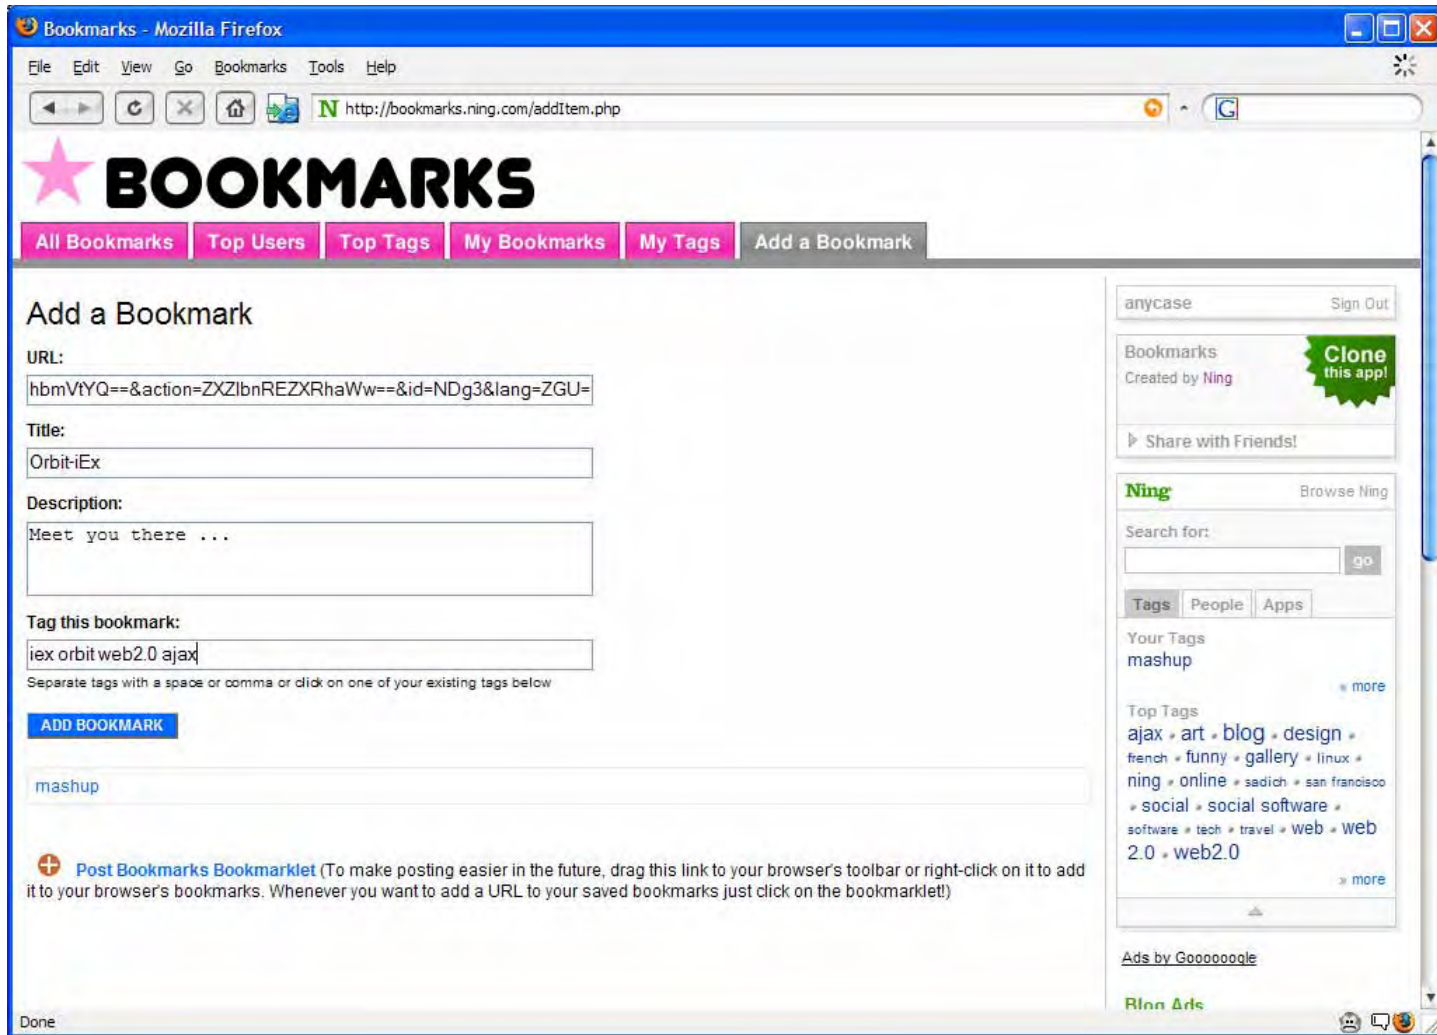 Bookmarks - Mozilla Firefox
File Edit View Go Bookmarks Tools Help
N http://bookmarks.ning.com/addItem.php G
BOOKMARKS
All Bookmarks Top Users Top Tags My Bookmarks My Tags Add a Bookmark
Add a Bookmark
URL:
hbmVtYQ==&action=ZXZlbnREZXRhaWw==&id=NDg3&lang=ZGU=
Title:
Orbit-iEx
Description:
Meet you there ...
Tag this bookmark:
iex orbit web2.0 ajax
Separate tags with a space or comma or click on one of your existing tags below
ADD BOOKMARK
mashup
Post Bookmarks Bookmarklet (To make posting easier in the future, drag this link to your browser's toolbar or right-click on it to add
it to your browser's bookmarks. Whenever you want to add a URL to your saved bookmarks just click on the bookmarklet!)
anycase Sign Out
Bookmarks
Created by Ning
Clone
this app!
Share with Friends!
Ning Browse Ning
Search for:
go
Tags People Apps
Your Tags
mashup
» more
Top Tags
ajax • art • blog • design •
french • funny • gallery • linux •
ning • online • sadich • san francisco
• social • social software •
software • tech • travel • web • web
2.0 • web2.0
» more
Ads by Goooooogle
Blog Ads
Done